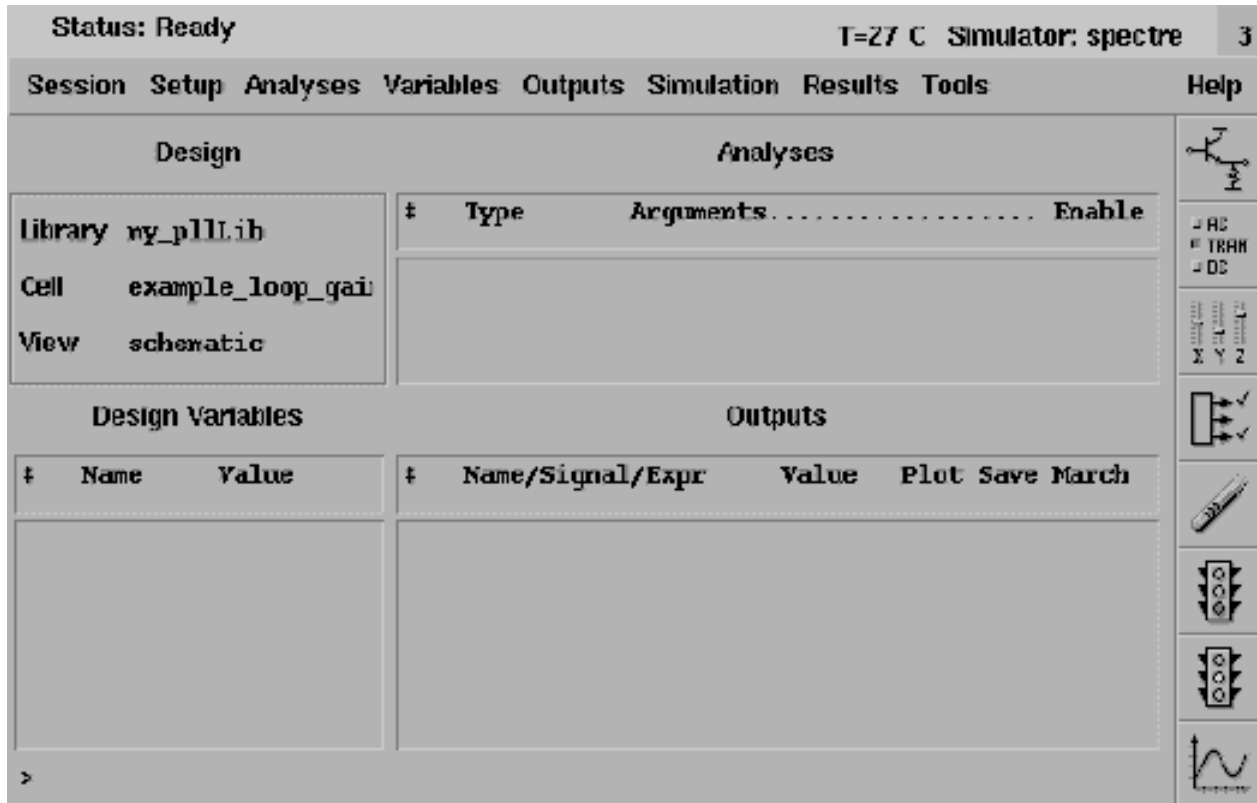 Status: Ready T=27 C Simulator: spectre 3
Session Setup Analyses Variables Outputs Simulation Results Tools Help
Design
Analyses
Library my_pllLib
Cell example_loop_gai
View schematic
# Type Arguments.................. Enable
AC
TRAN
DC
X Y Z
Design Variables
Outputs
# Name Value
# Name/Signal/Expr Value Plot Save March
>